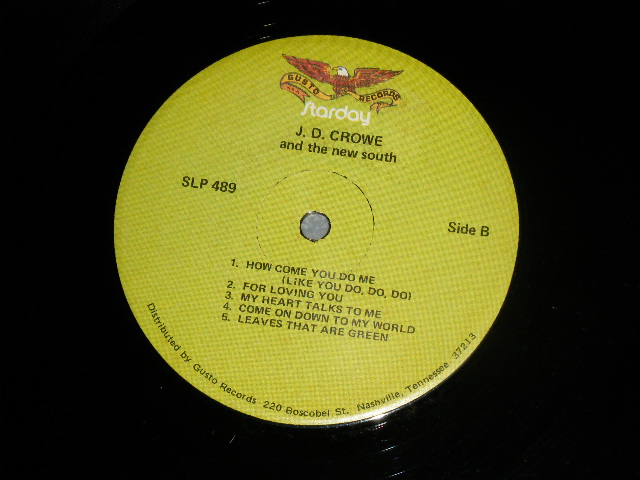 GUSTO RECORDS
starday
J. D. CROWE
and the new south
SLP 489
Side B
1. HOW COME YOU DO ME
(LIKE YOU DO, DO, DO)
2. FOR LOVING YOU
3. MY HEART TALKS TO ME
4. COME ON DOWN TO MY WORLD
5. LEAVES THAT ARE GREEN
Distributed by Gusto Records 220 Boscobel St. Nashville, Tennessee 37213